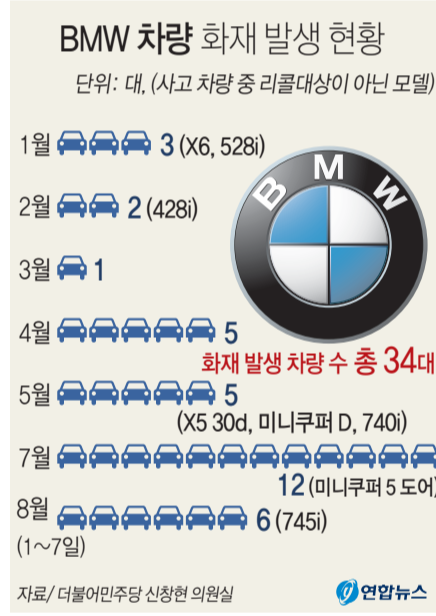 BMW 차량 화재 발생 현황
단위: 대, (사고 차량 중 리콜대상이 아닌 모델)
1월 3 (X6, 528i)
BMW
2월 2 (428i)
3월 1
4월 5
화재 발생 차량 수 총 34대
5월 5
(X5 30d, 미니쿠퍼 D, 740i)
7월
12 (미니쿠퍼 5 도어)
8월 6 (745i)
(1~7일)
자료/ 더불어민주당 신창현 의원실
연합뉴스